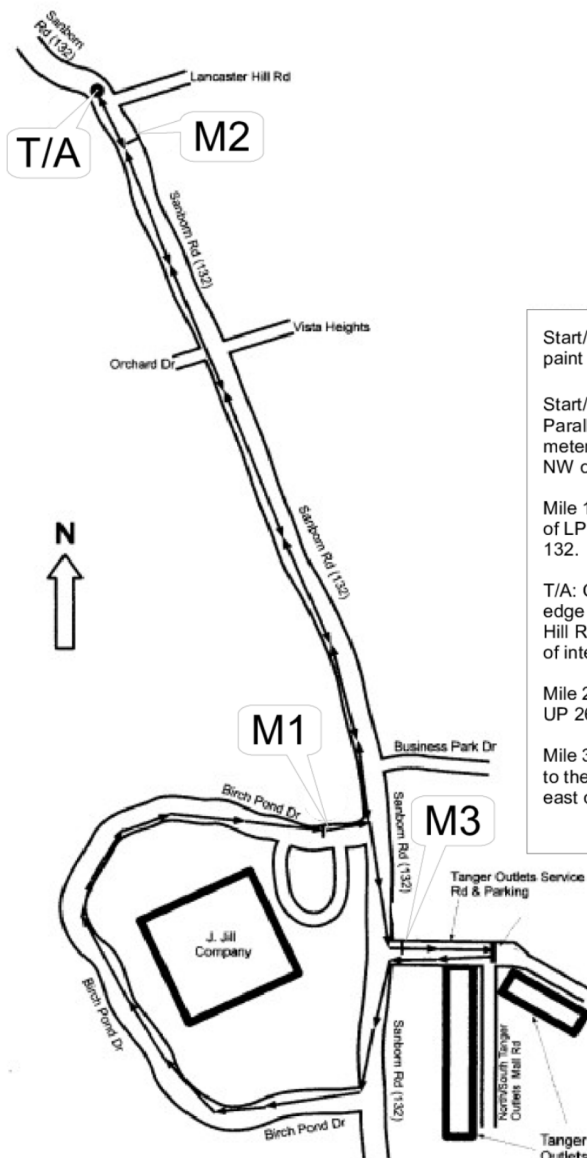 Sanborn
Rd (132)
Lancaster Hill Rd
T/A
M2
Sanborn Rd (132)
Vista Heights
Orchard Dr
Start/
paint
Start/
Paral
meter
NW o
Mile 1
of LP
132.
T/A: C
edge
Hill R
of inte
Mile 2
UP 26
Mile 3
to the
east o
N
Sanborn Rd (132)
M1
Business Park Dr
Birch Pond Dr
Sanborn Rd
(132)
M3
Tanger Outlets Service
Rd & Parking
J. Jill
Company
Birch Pond Dr
Sanborn Rd
(132)
North/South Tanger
Outlets Mall Rd
Birch Pond Dr
Tanger
Outlets